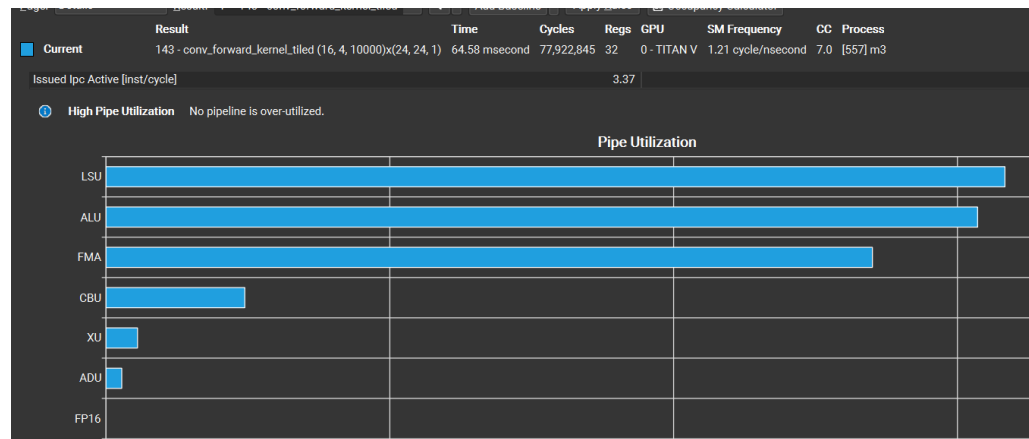 Result Time Cycles Regs GPU SM Frequency CC Process
Current 143 - conv_forward_kernel_tiled (16, 4, 10000)x(24, 24, 1) 64.58 msecond 77,922,845 32 0 - TITAN V 1.21 cycle/nsecond 7.0 [557] m3
Issued Ipc Active [inst/cycle] 3.37
High Pipe Utilization No pipeline is over-utilized.
Pipe Utilization
LSU
ALU
FMA
CBU
XU
ADU
FP16